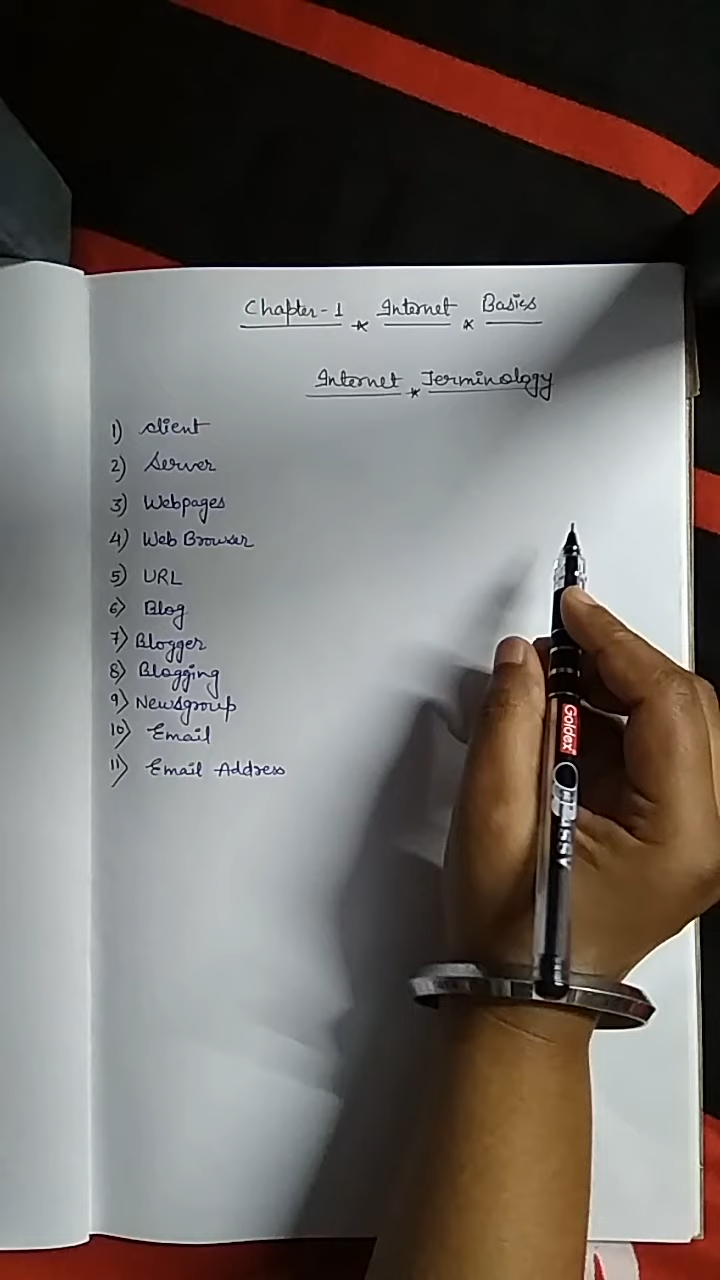 Chapter-1 * Internet * Basics
Internet * Terminology
1) Client
2) Server
3) Webpages
4) Web Browser
5) URL
6) Blog
7) Blogger
8) Blogging
9) Newsgroup
10) Email
11) Email Address
Goldex